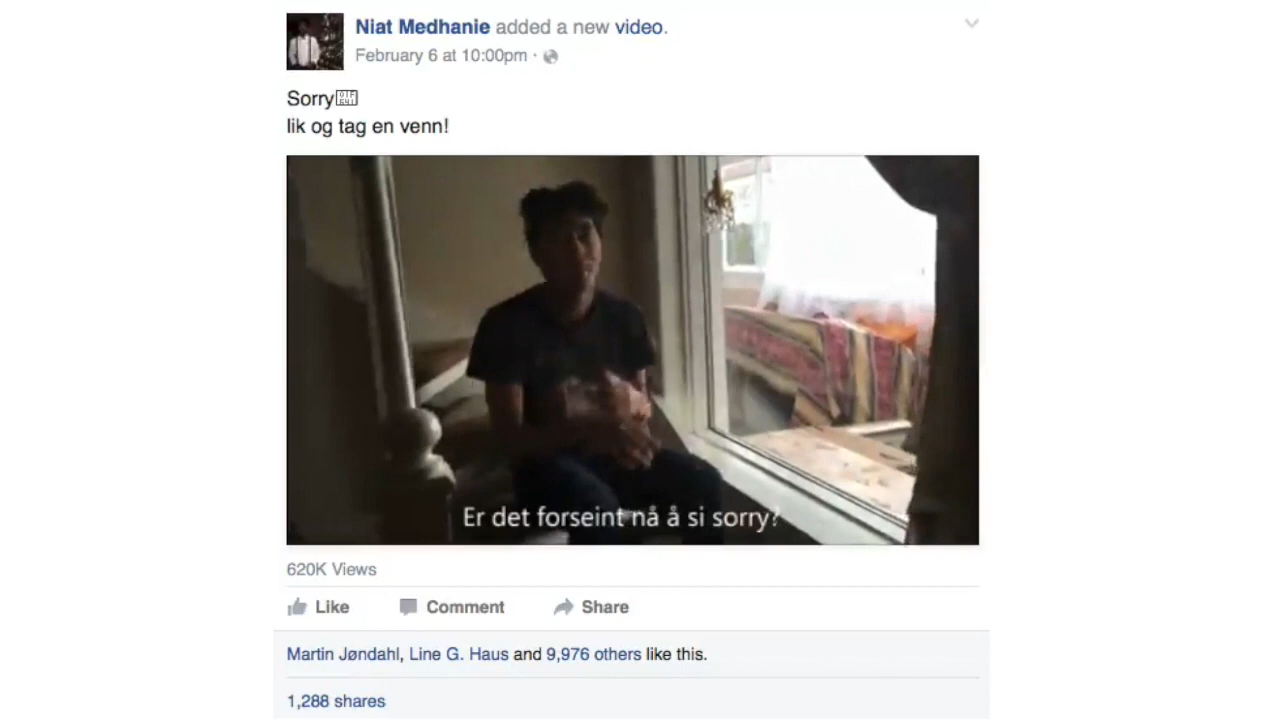 Niat Medhanie added a new video.
February 6 at 10:00pm ·
Sorry
lik og tag en venn!
Er det forseint nå å si sorry?
620K Views
Like Comment Share
Martin Jøndahl, Line G. Haus and 9,976 others like this.
1,288 shares